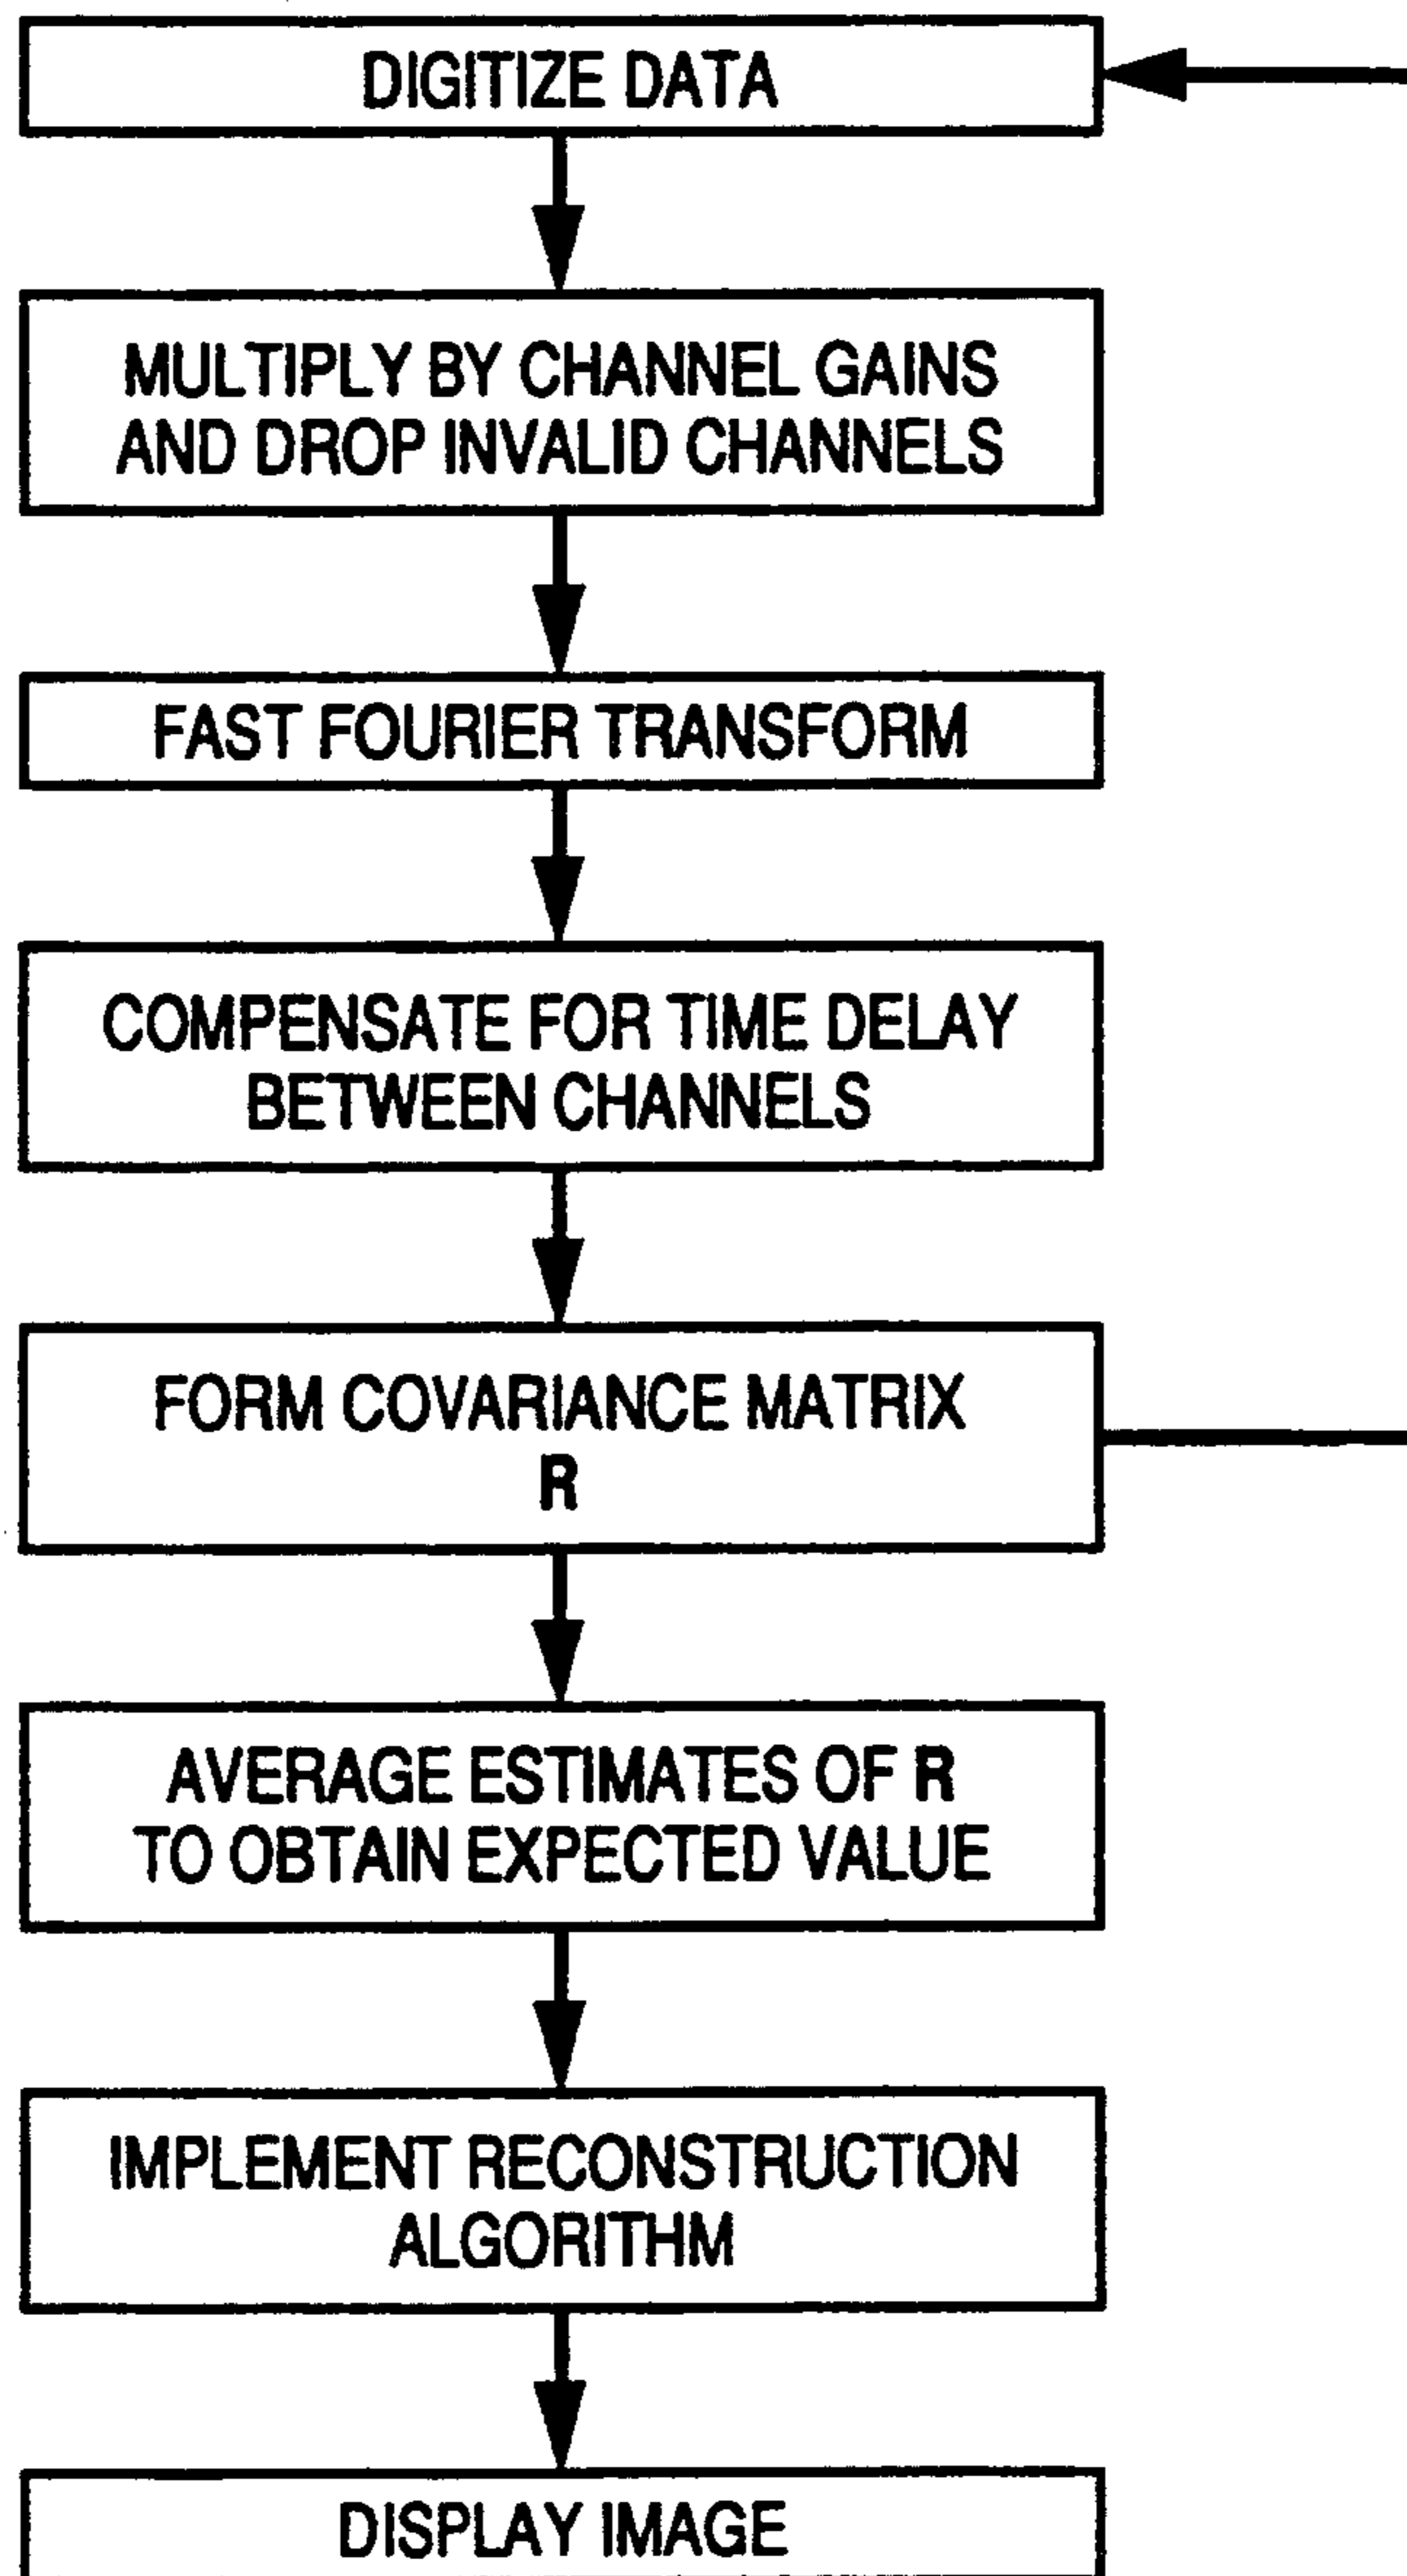 DIGITIZE DATA
MULTIPLY BY CHANNEL GAINS
AND DROP INVALID CHANNELS
FAST FOURIER TRANSFORM
COMPENSATE FOR TIME DELAY
BETWEEN CHANNELS
FORM COVARIANCE MATRIX
R
AVERAGE ESTIMATES OF R
TO OBTAIN EXPECTED VALUE
IMPLEMENT RECONSTRUCTION
ALGORITHM
DISPLAY IMAGE